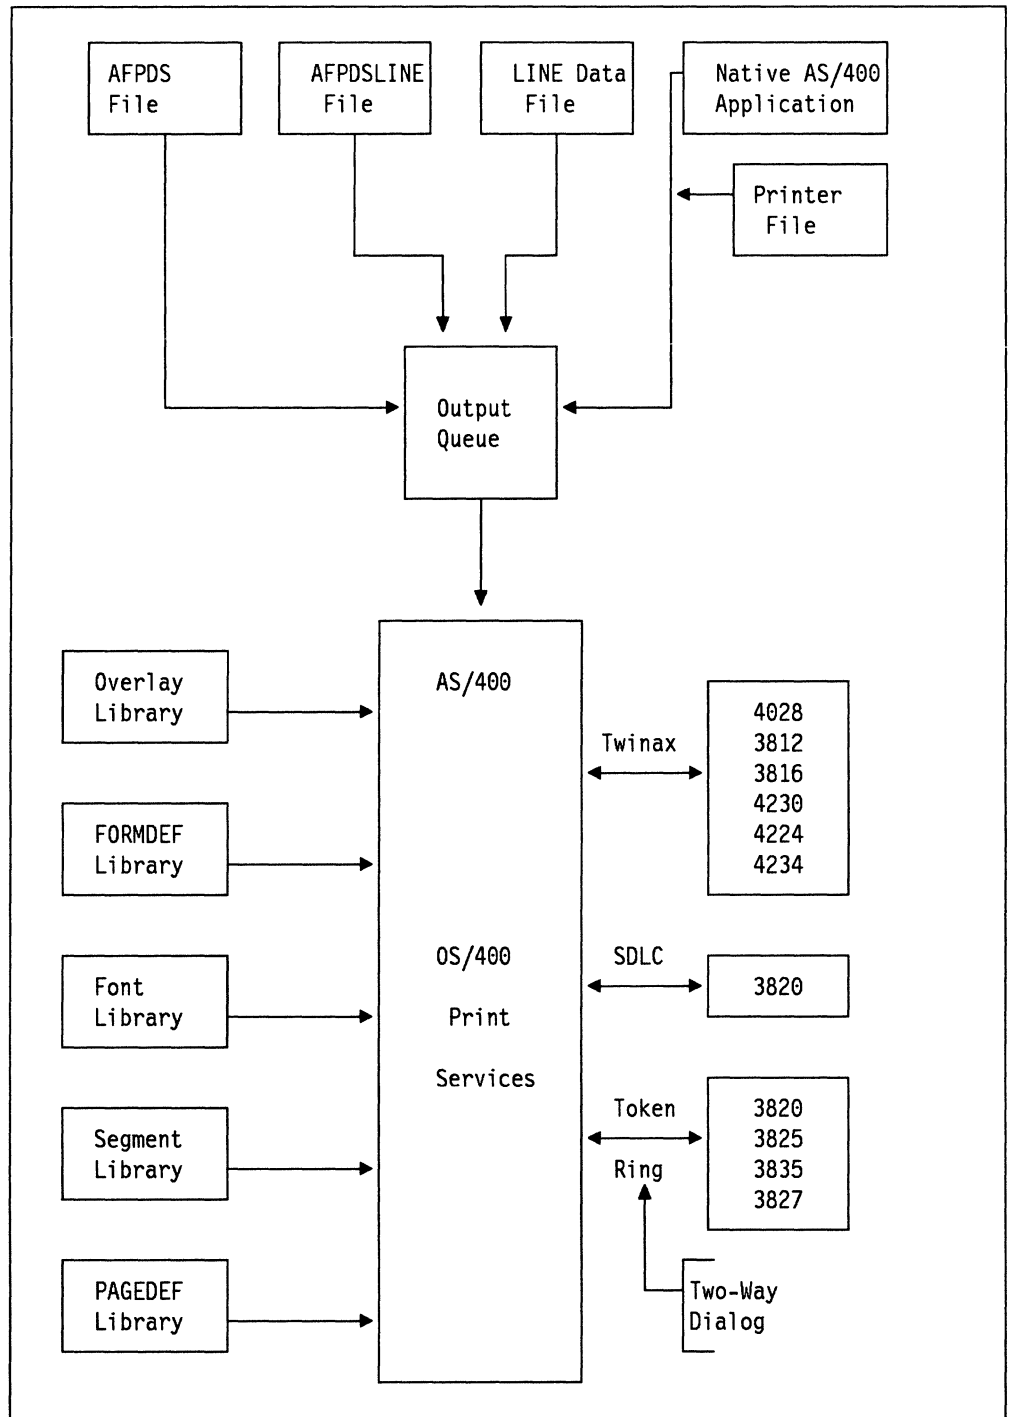 AFPDS
File
AFPDSLINE
File
LINE Data
File
Native AS/400
Application
Printer
File
Output
Queue
AS/400
OS/400
Print
Services
Overlay
Library
FORMDEF
Library
Font
Library
Segment
Library
PAGEDEF
Library
Twinax
4028
3812
3816
4230
4224
4234
SDLC
3820
Token
Ring
3820
3825
3835
3827
Two-Way
Dialog